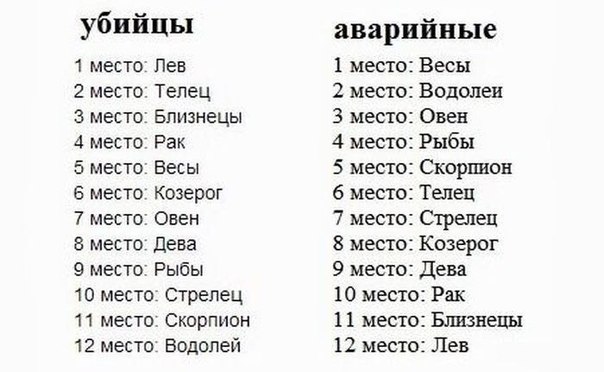 убийцы
1 место: Лев
2 место: Телец
3 место: Близнецы
4 место: Рак
5 место: Весы
6 место: Козерог
7 место: Овен
8 место: Дева
9 место: Рыбы
10 место: Стрелец
11 место: Скорпион
12 место: Водолей
аварийные
1 место: Весы
2 место: Водолеи
3 место: Овен
4 место: Рыбы
5 место: Скорпион
6 место: Телец
7 место: Стрелец
8 место: Козерог
9 место: Дева
10 место: Рак
11 место: Близнецы
12 место: Лев